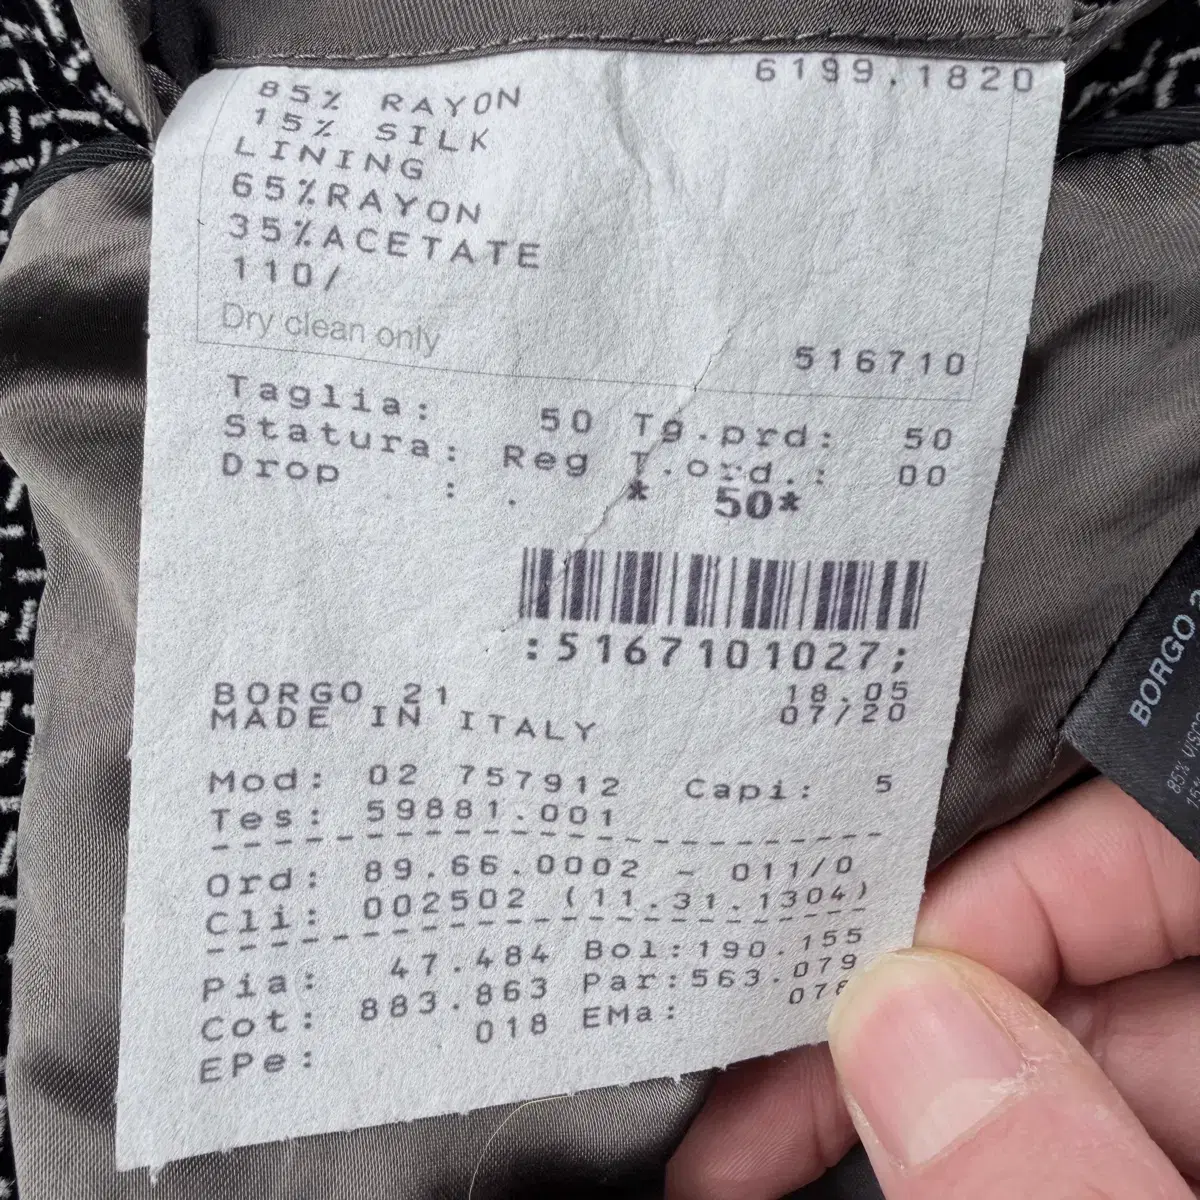 6199.1820
85% RAYON
15% SILK
LINING
65%RAYON
35%ACETATE
110/
Dry clean only
516710
Taglia: 50 Tg.prd: 50
Statura: Reg T.ord.: 00
Drop : . * 50*
:5167101027;
BORGO 21 18.05
MADE IN ITALY 07/20
Mod: 02 757912 Capi: 5
Tes: 59881.001
Ord: 89.66.0002 - 011/0
Cli: 002502 (11.31.1304)
Pia: 47.484 Bol:190.155
Cot: 883.863 Par:563.079
EPe: 018 EMa:
BORGO
85%